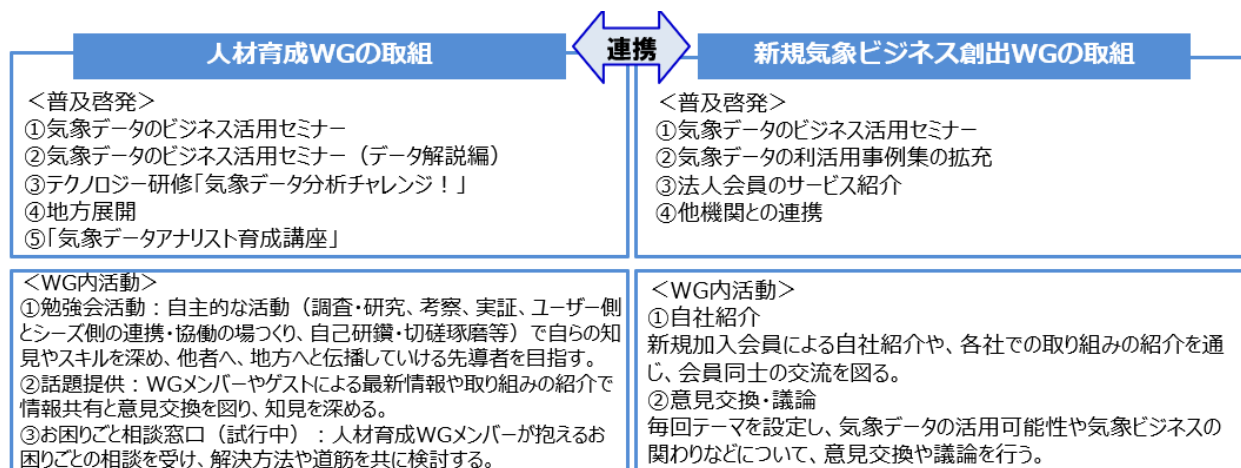 人材育成WGの取組
連携
新規気象ビジネス創出WGの取組
＜普及啓発＞
①気象データのビジネス活用セミナー
②気象データのビジネス活用セミナー（データ解説編）
③テクノロジー研修「気象データ分析チャレンジ！」
④地方展開
⑤「気象データアナリスト育成講座」
＜普及啓発＞
①気象データのビジネス活用セミナー
②気象データの利活用事例集の拡充
③法人会員のサービス紹介
④他機関との連携
＜WG内活動＞
①勉強会活動：自主的な活動（調査・研究、考察、実証、ユーザー側
とシーズ側の連携・協働の場つくり、自己研鑽・切磋琢磨等）で自らの知
見やスキルを深め、他者へ、地方へと伝播していける先導者を目指す。
②話題提供：WGメンバーやゲストによる最新情報や取り組みの紹介で
情報共有と意見交換を図り、知見を深める。
③お困りごと相談窓口（試行中）：人材育成WGメンバーが抱えるお
困りごとの相談を受け、解決方法や道筋を共に検討する。
＜WG内活動＞
①自社紹介
新規加入会員による自社紹介や、各社での取り組みの紹介を通
じ、会員同士の交流を図る。
②意見交換・議論
毎回テーマを設定し、気象データの活用可能性や気象ビジネスの
関わりなどについて、意見交換や議論を行う。